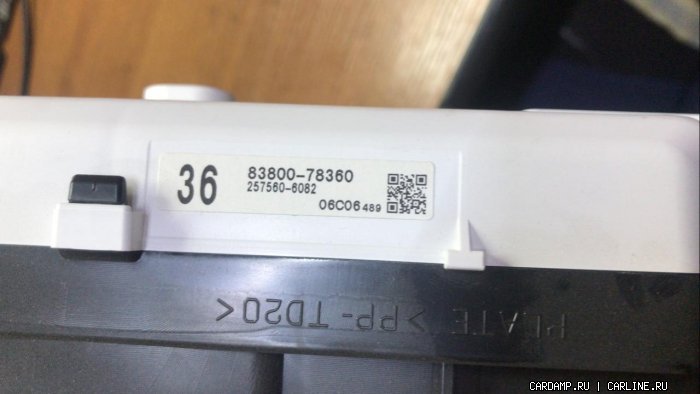 36
83800-78360
257560-6082
06C06 489
PLATE >PP-TD20<
CARDAMP.RU | CARLINE.RU